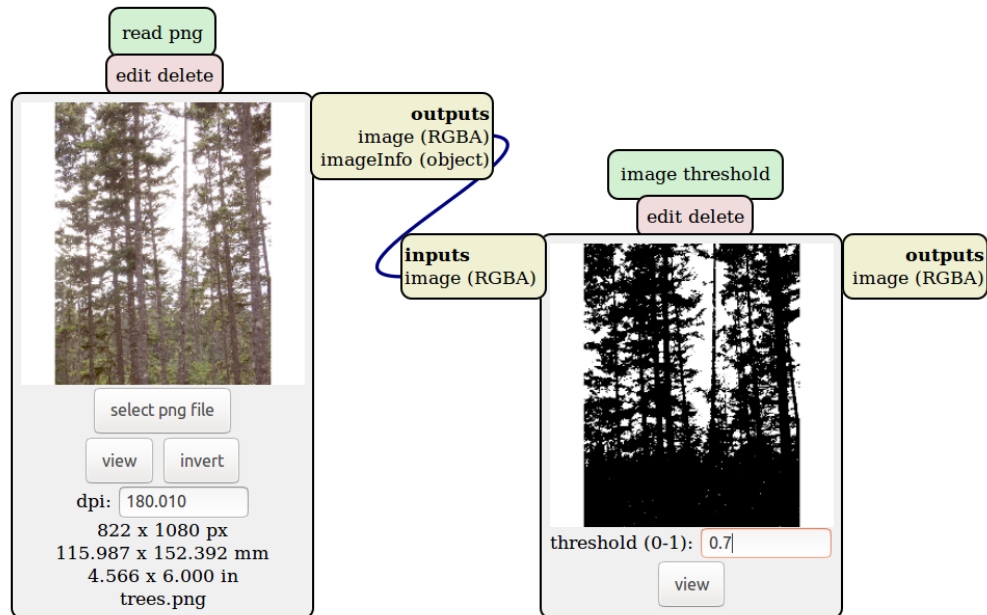 read png
edit delete
outputs
image (RGBA)
imageInfo (object)
select png file
view invert
dpi: 180.010
822 x 1080 px
115.987 x 152.392 mm
4.566 x 6.000 in
trees.png
image threshold
edit delete
inputs
image (RGBA)
threshold (0-1): 0.7
view
outputs
image (RGBA)